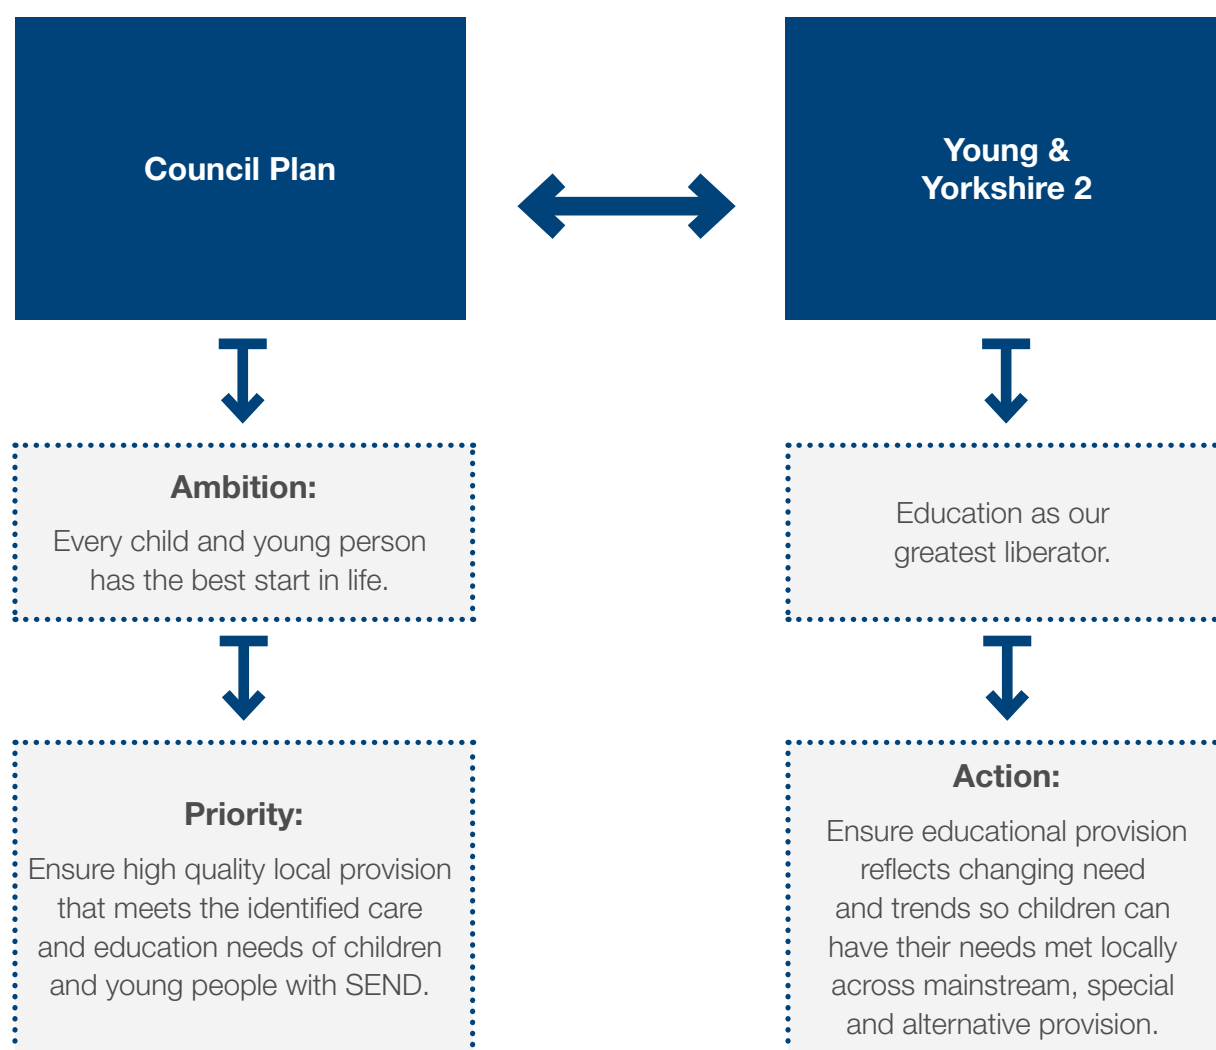 Council Plan
Young &
Yorkshire 2
Ambition:
Every child and young person
has the best start in life.
Education as our
greatest liberator.
Priority:
Ensure high quality local provision
that meets the identified care
and education needs of children
and young people with SEND.
Action:
Ensure educational provision
reflects changing need
and trends so children can
have their needs met locally
across mainstream, special
and alternative provision.